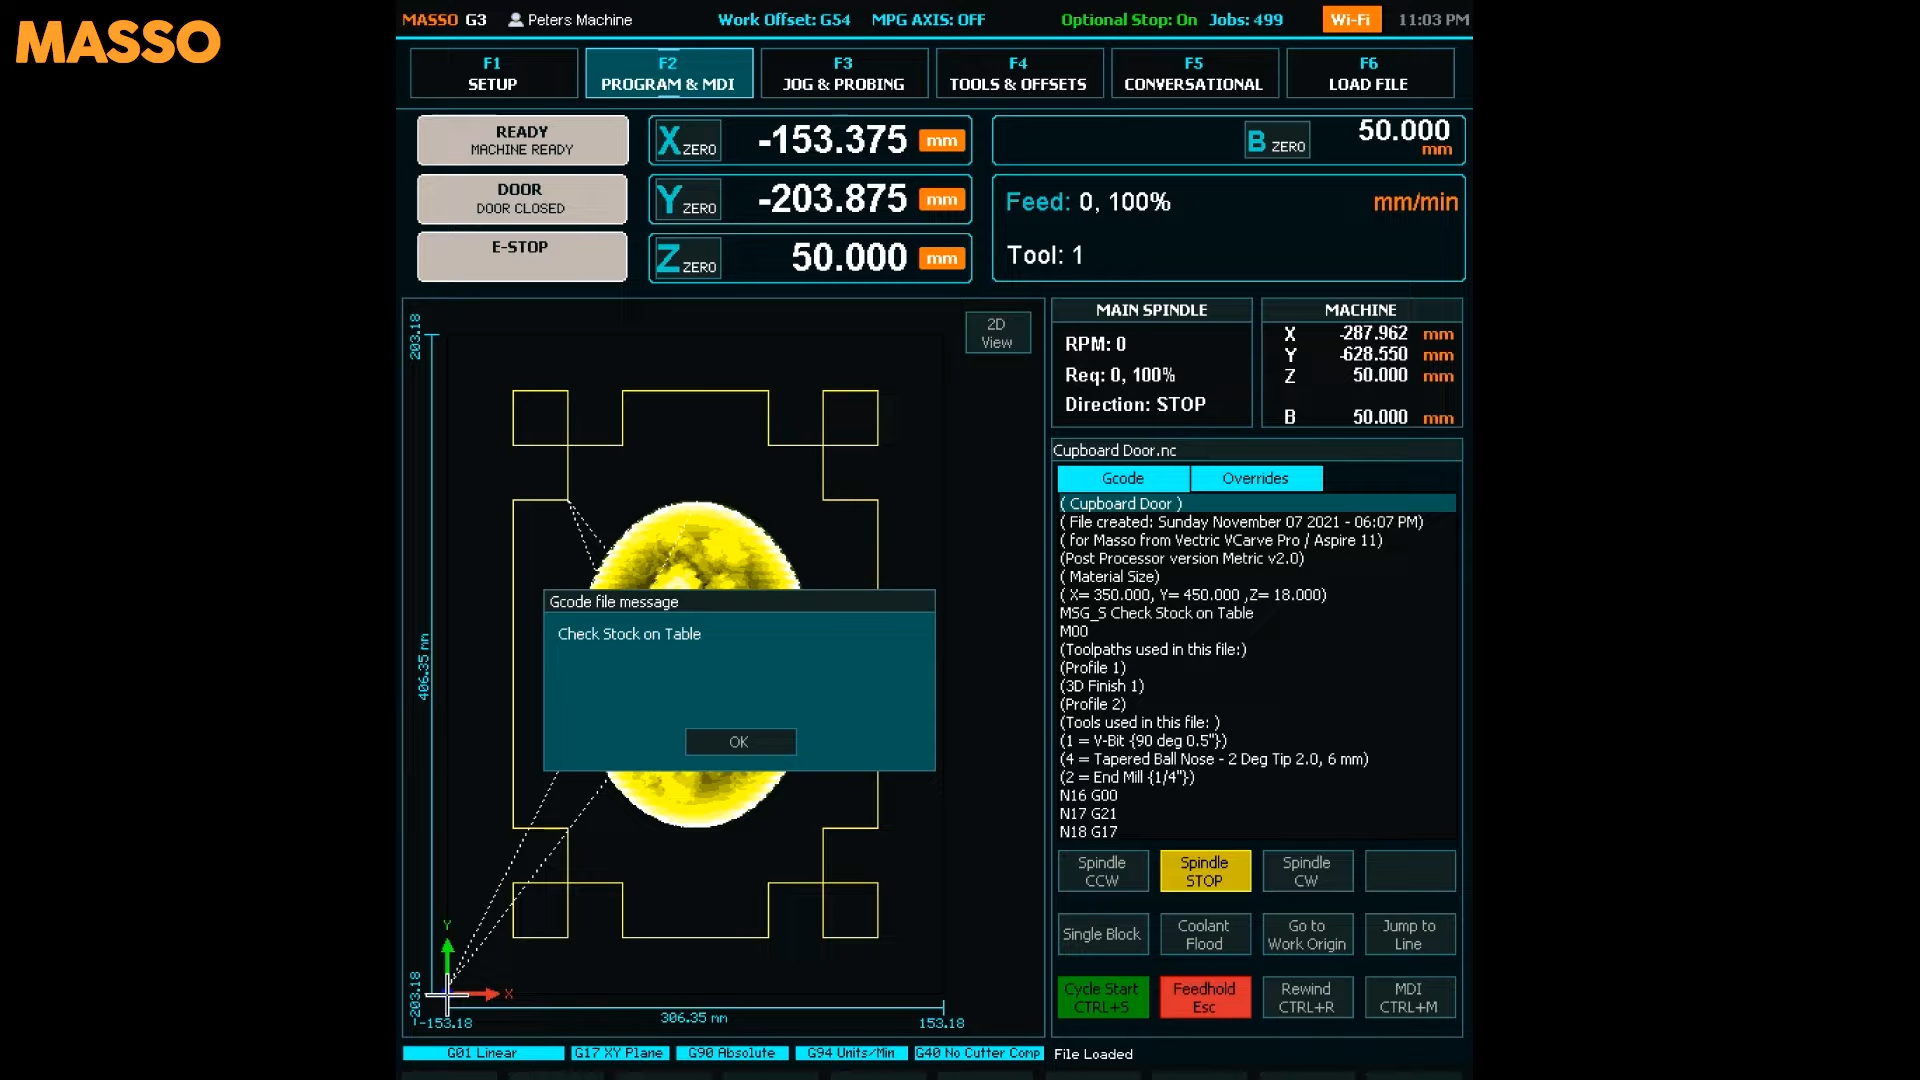 MASSO
MASSO G3 Peters Machine Work Offset: G54 MPG AXIS: OFF Optional Stop: On Jobs: 499 Wi-Fi 11:03 PM
F1 F2 F3 F4 F5 F6
SETUP PROGRAM & MDI JOG & PROBING TOOLS & OFFSETS CONVERSATIONAL LOAD FILE
READY
MACHINE READY
DOOR
DOOR CLOSED
E-STOP
X ZERO -153.375 mm
Y ZERO -203.875 mm
Z ZERO 50.000 mm
B ZERO 50.000
mm
Feed: 0, 100% mm/min
Tool: 1
203.18
2D
View
406.35 mm
Gcode file message
Check Stock on Table
OK
Y
X
-203.18
-153.18
306.35 mm
153.18
MAIN SPINDLE
RPM: 0
Req: 0, 100%
Direction: STOP
MACHINE
X -287.962 mm
Y -628.550 mm
Z 50.000 mm
B 50.000 mm
Cupboard Door.nc
Gcode Overrides
( Cupboard Door )
( File created: Sunday November 07 2021 - 06:07 PM)
( for Masso from Vectric VCarve Pro / Aspire 11)
(Post Processor version Metric v2.0)
( Material Size)
( X= 350.000, Y= 450.000 ,Z= 18.000)
MSG_S Check Stock on Table
M00
(Toolpaths used in this file:)
(Profile 1)
(3D Finish 1)
(Profile 2)
(Tools used in this file: )
(1 = V-Bit {90 deg 0.5"})
(4 = Tapered Ball Nose - 2 Deg Tip 2.0, 6 mm)
(2 = End Mill {1/4"})
N16 G00
N17 G21
N18 G17
Spindle
CCW
Spindle
STOP
Spindle
CW
Single Block
Coolant
Flood
Go to
Work Origin
Jump to
Line
Cycle Start
CTRL+S
Feedhold
Esc
Rewind
CTRL+R
MDI
CTRL+M
G01 Linear G17 XY Plane G90 Absolute G94 Units/Min G40 No Cutter Comp File Loaded